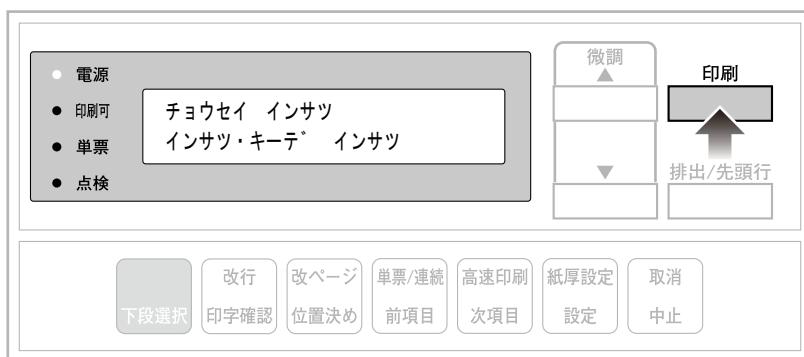 電源
印刷可
単票
点検
チョウセイ インサツ
インサツ・キーデ インサツ
微調
▲
▼
印刷
排出/先頭行
下段選択
改行
印字確認
改ページ
位置決め
単票/連続
前項目
高速印刷
次項目
紙厚設定
設定
取消
中止